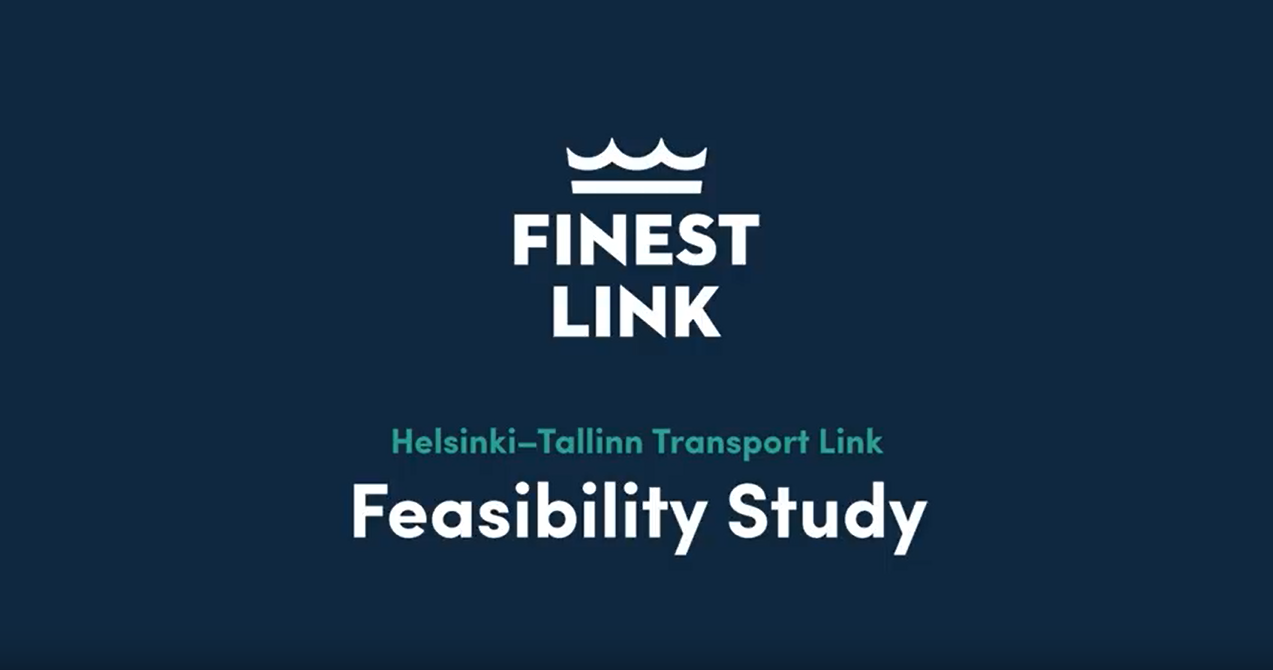 FINEST
LINK
Helsinki–Tallinn Transport Link
Feasibility Study